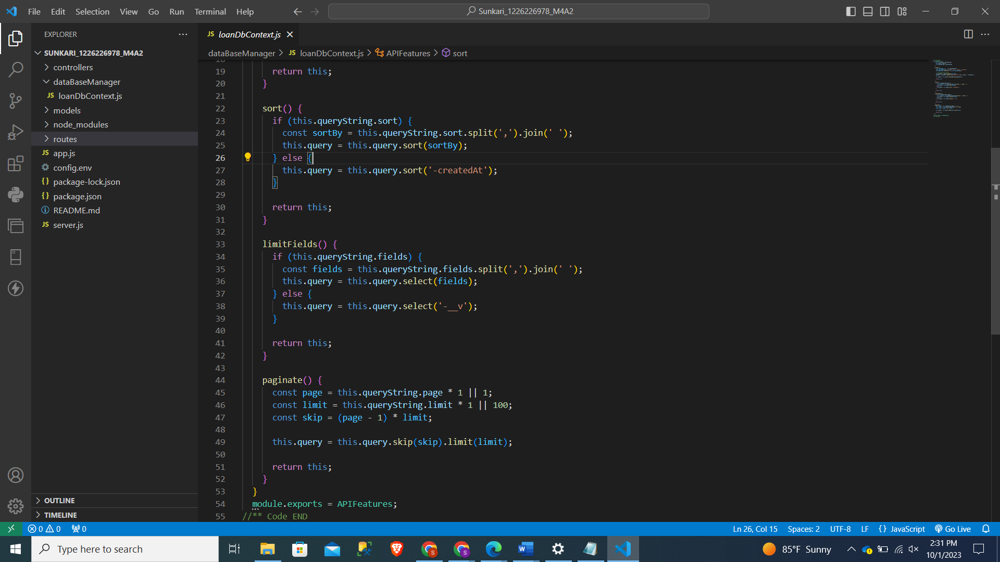 File Edit Selection View Go Run Terminal Help
Sunkari_1226226978_M4A2
EXPLORER
SUNKARI_1226226978_M4A2
controllers
dataBaseManager
JS loanDbContext.js
models
node_modules
routes
JS app.js
config.env
{} package-lock.json
{} package.json
README.md
JS server.js
OUTLINE
TIMELINE
JS loanDbContext.js
dataBaseManager > JS loanDbContext.js > APIFeatures > sort
19 return this;
20 }
21
22 sort() {
23 if (this.queryString.sort) {
24 const sortBy = this.queryString.sort.split(',').join(' ');
25 this.query = this.query.sort(sortBy);
26 } else {
27 this.query = this.query.sort('-createdAt');
28 }
29
30 return this;
31 }
32
33 limitFields() {
34 if (this.queryString.fields) {
35 const fields = this.queryString.fields.split(',').join(' ');
36 this.query = this.query.select(fields);
37 } else {
38 this.query = this.query.select('-__v');
39 }
40
41 return this;
42 }
43
44 paginate() {
45 const page = this.queryString.page * 1 || 1;
46 const limit = this.queryString.limit * 1 || 100;
47 const skip = (page - 1) * limit;
48
49 this.query = this.query.skip(skip).limit(limit);
50
51 return this;
52 }
53 }
54 module.exports = APIFeatures;
55 //** Code END
0 0 0
Ln 26, Col 15 Spaces: 2 UTF-8 LF {} JavaScript Go Live
Type here to search
85°F Sunny
2:31 PM
10/1/2023